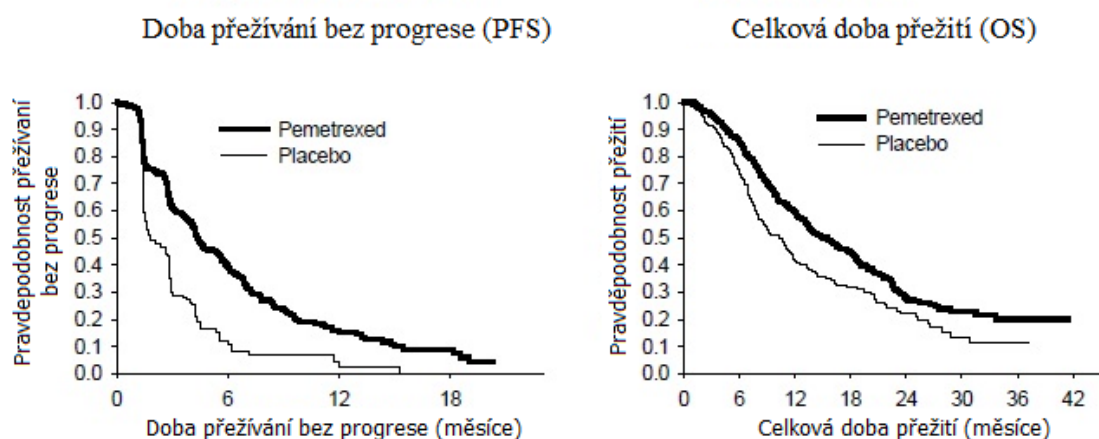 Doba přežívání bez progrese (PFS)
Pravdepodobnost přežívání
bez progrese
1.0
0.9
0.8
0.7
0.6
0.5
0.4
0.3
0.2
0.1
0.0
Pemetrexed
Placebo
0 6 12 18
Doba přežívání bez progrese (měsíce)
Celková doba přežití (OS)
Pravděpodobnost přežití
1.0
0.9
0.8
0.7
0.6
0.5
0.4
0.3
0.2
0.1
0.0
Pemetrexed
Placebo
0 6 12 18 24 30 36 42
Celková doba přežití (měsíce)